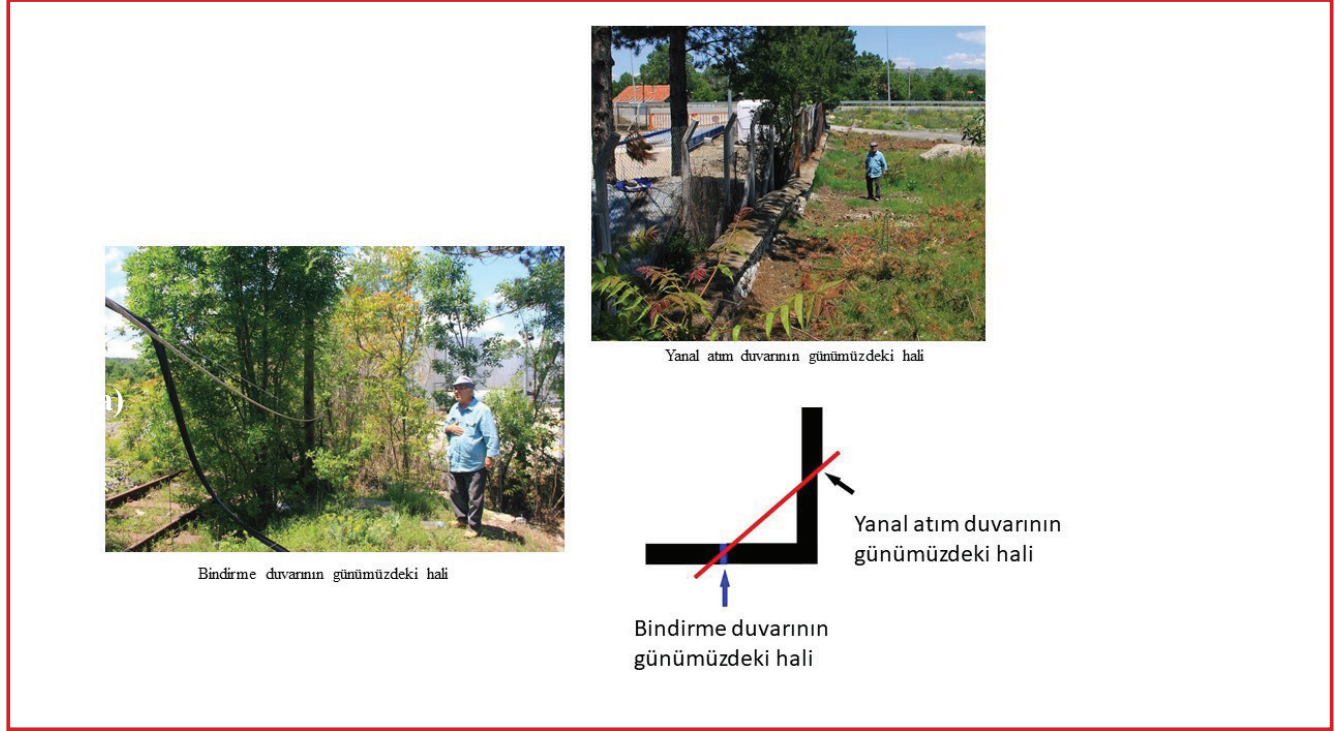 Yanal atım duvarının günümüzdeki hali
a)
Bindirme duvarının günümüzdeki hali
Yanal atım duvarının
günümüzdeki hali
Bindirme duvarının
günümüzdeki hali